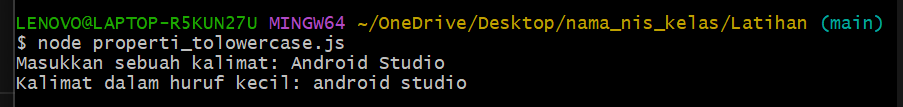 LENOVO@LAPTOP-R5KUN27U MINGW64 ~/OneDrive/Desktop/nama_nis_kelas/Latihan (main)
$ node properti_tolowercase.js
Masukkan sebuah kalimat: Android Studio
Kalimat dalam huruf kecil: android studio